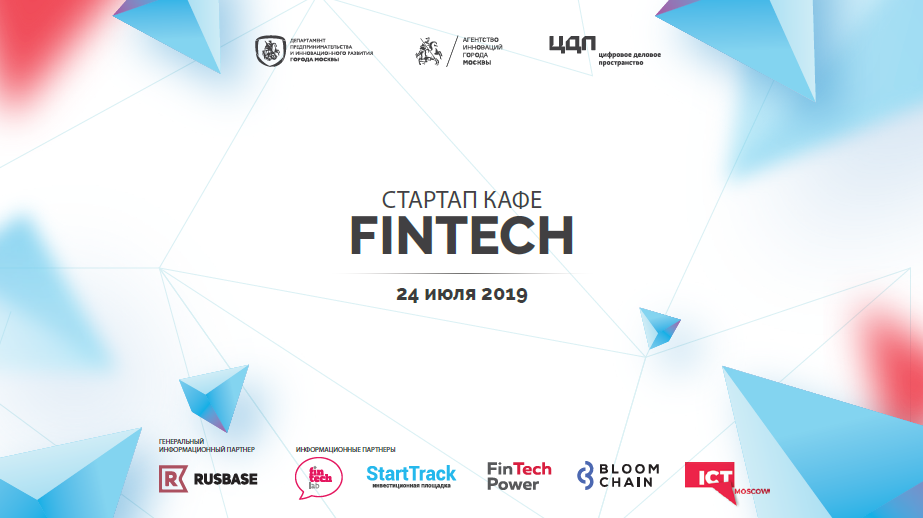 ДЕПАРТАМЕНТ
ПРЕДПРИНИМАТЕЛЬСТВА
И ИННОВАЦИОННОГО РАЗВИТИЯ
ГОРОДА МОСКВЫ
АГЕНТСТВО
ИННОВАЦИЙ
ГОРОДА
МОСКВЫ
ЦДП
цифровое деловое
пространство
СТАРТАП КАФЕ
FINTECH
24 июля 2019
ГЕНЕРАЛЬНЫЙ
ИНФОРМАЦИОННЫЙ ПАРТНЕР
RUSBASE
ИНФОРМАЦИОННЫЕ ПАРТНЕРЫ
fin
tech
lab
StartTrack
инвестиционная площадка
FinTech
Power
BLOOM
CHAIN
ICT
MOSCOW